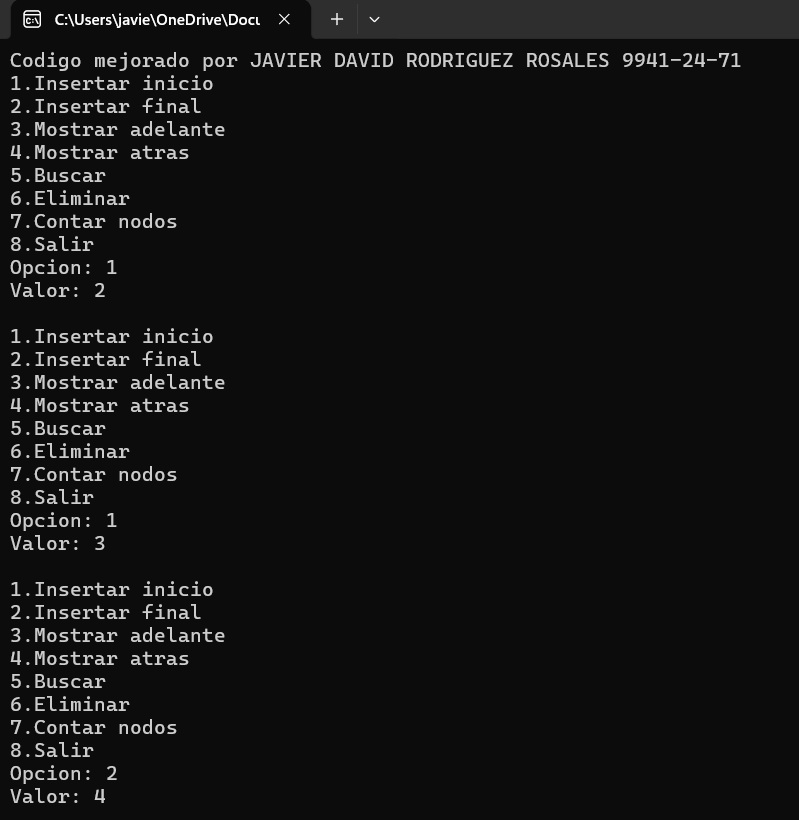 C:\Users\javie\OneDrive\Docu
Codigo mejorado por JAVIER DAVID RODRIGUEZ ROSALES 9941-24-71
1.Insertar inicio
2.Insertar final
3.Mostrar adelante
4.Mostrar atras
5.Buscar
6.Eliminar
7.Contar nodos
8.Salir
Opcion: 1
Valor: 2

1.Insertar inicio
2.Insertar final
3.Mostrar adelante
4.Mostrar atras
5.Buscar
6.Eliminar
7.Contar nodos
8.Salir
Opcion: 1
Valor: 3

1.Insertar inicio
2.Insertar final
3.Mostrar adelante
4.Mostrar atras
5.Buscar
6.Eliminar
7.Contar nodos
8.Salir
Opcion: 2
Valor: 4